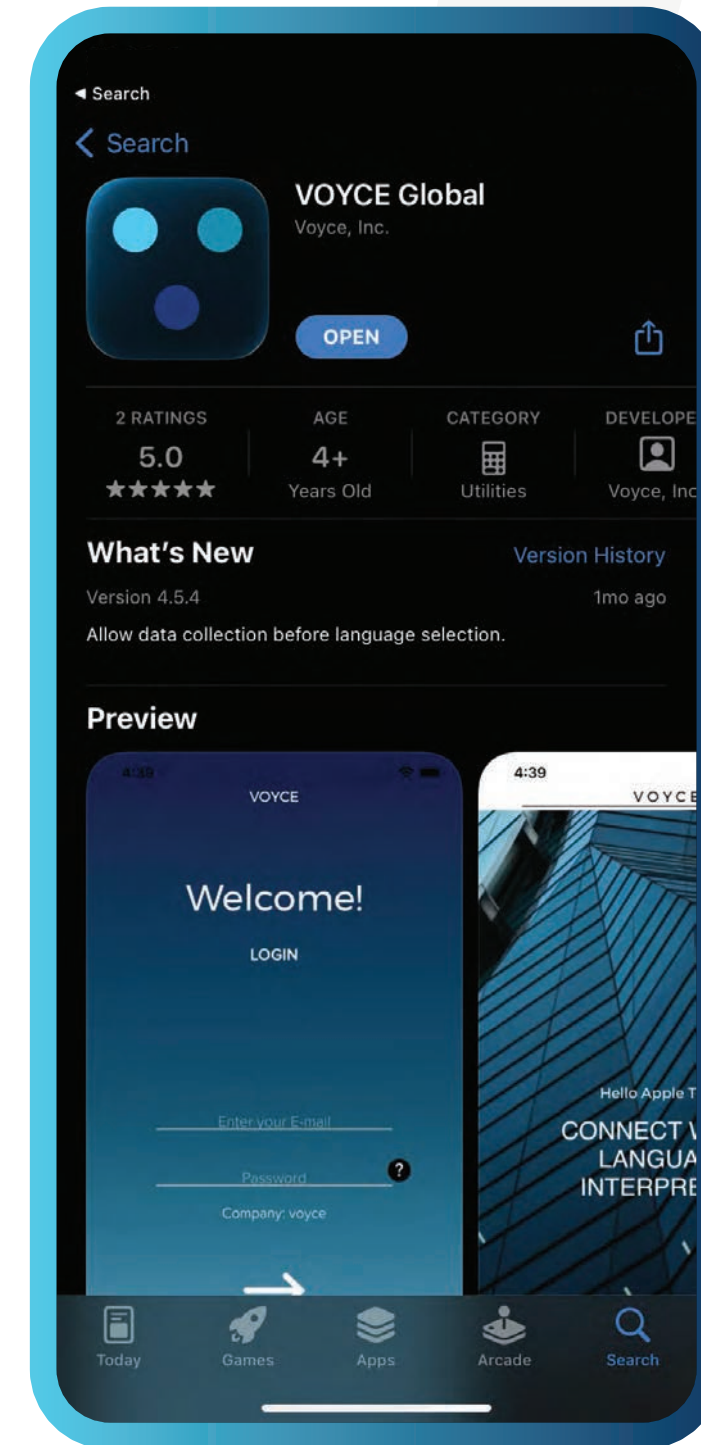 ◀ Search
Search
VOYCE Global
Voyce, Inc.
OPEN
2 RATINGS AGE CATEGORY DEVELOPE
5.0 4+
★★★★★ Years Old Utilities Voyce, Inc
What's New Version History
Version 4.5.4 1mo ago
Allow data collection before language selection.
Preview
4:39 4:39
VOYCE VOYCE
Welcome!
LOGIN
Hello Apple T
Enter your E-mail CONNECT
Password ? LANGUA
Company: voyce INTERPRE
Today Games Apps Arcade Search